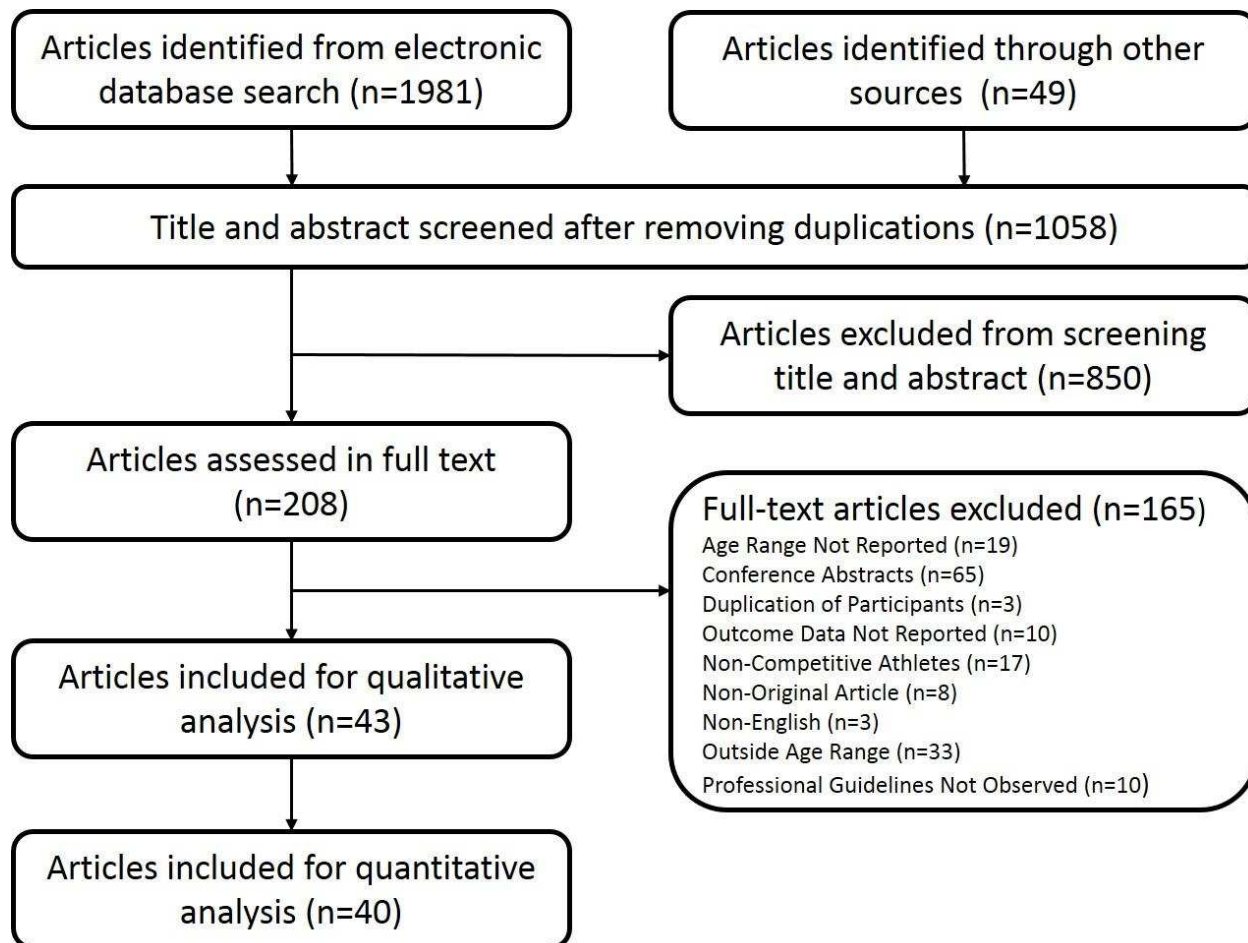 Articles identified from electronic
database search (n=1981)
Articles identified through other
sources (n=49)
Title and abstract screened after removing duplications (n=1058)
Articles excluded from screening
title and abstract (n=850)
Articles assessed in full text
(n=208)
Full-text articles excluded (n=165)
Age Range Not Reported (n=19)
Conference Abstracts (n=65)
Duplication of Participants (n=3)
Outcome Data Not Reported (n=10)
Non-Competitive Athletes (n=17)
Non-Original Article (n=8)
Non-English (n=3)
Outside Age Range (n=33)
Professional Guidelines Not Observed (n=10)
Articles included for qualitative
analysis (n=43)
Articles included for quantitative
analysis (n=40)